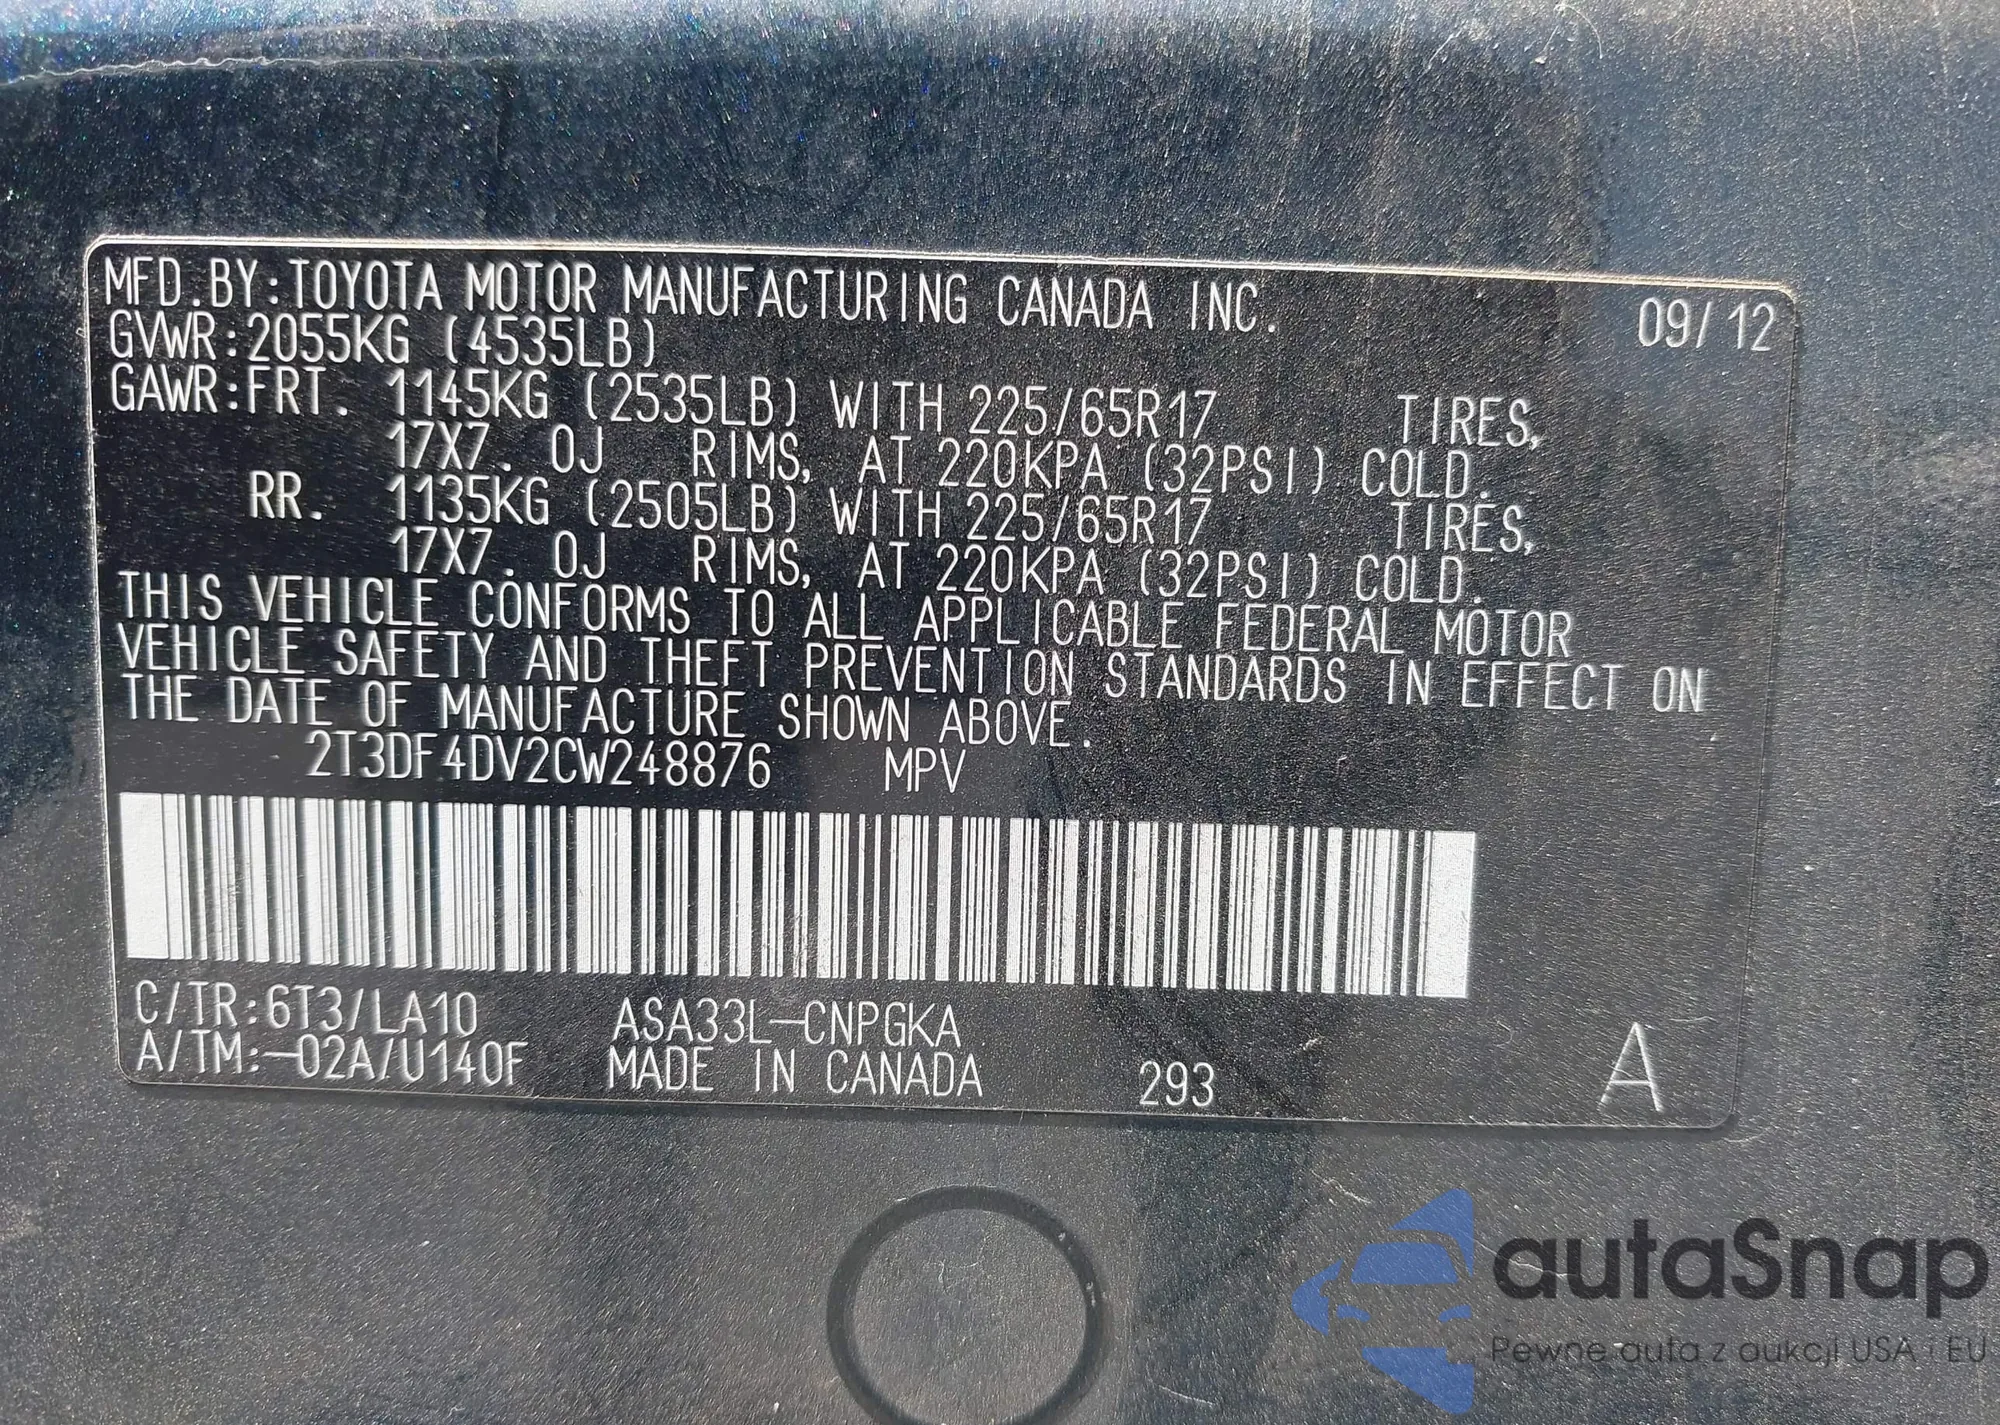 MFD.BY:TOYOTA MOTOR MANUFACTURING CANADA INC. 09/12
GVWR:2055KG (4535LB)
GAWR:FRT. 1145KG (2535LB) WITH 225/65R17 TIRES,
17X7. 0J RIMS, AT 220KPA (32PSI) COLD.
RR. 1135KG (2505LB) WITH 225/65R17 TIRES,
17X7. 0J RIMS, AT 220KPA (32PSI) COLD.
THIS VEHICLE CONFORMS TO ALL APPLICABLE FEDERAL MOTOR
VEHICLE SAFETY AND THEFT PREVENTION STANDARDS IN EFFECT ON
THE DATE OF MANUFACTURE SHOWN ABOVE.
2T3DF4DV2CW248876 MPV
C/TR:6T3/LA10 ASA33L-CNPGKA
A/TM:-02A/U140F MADE IN CANADA 293 A
autaSnap
Pewne auta z aukcji USA i EU